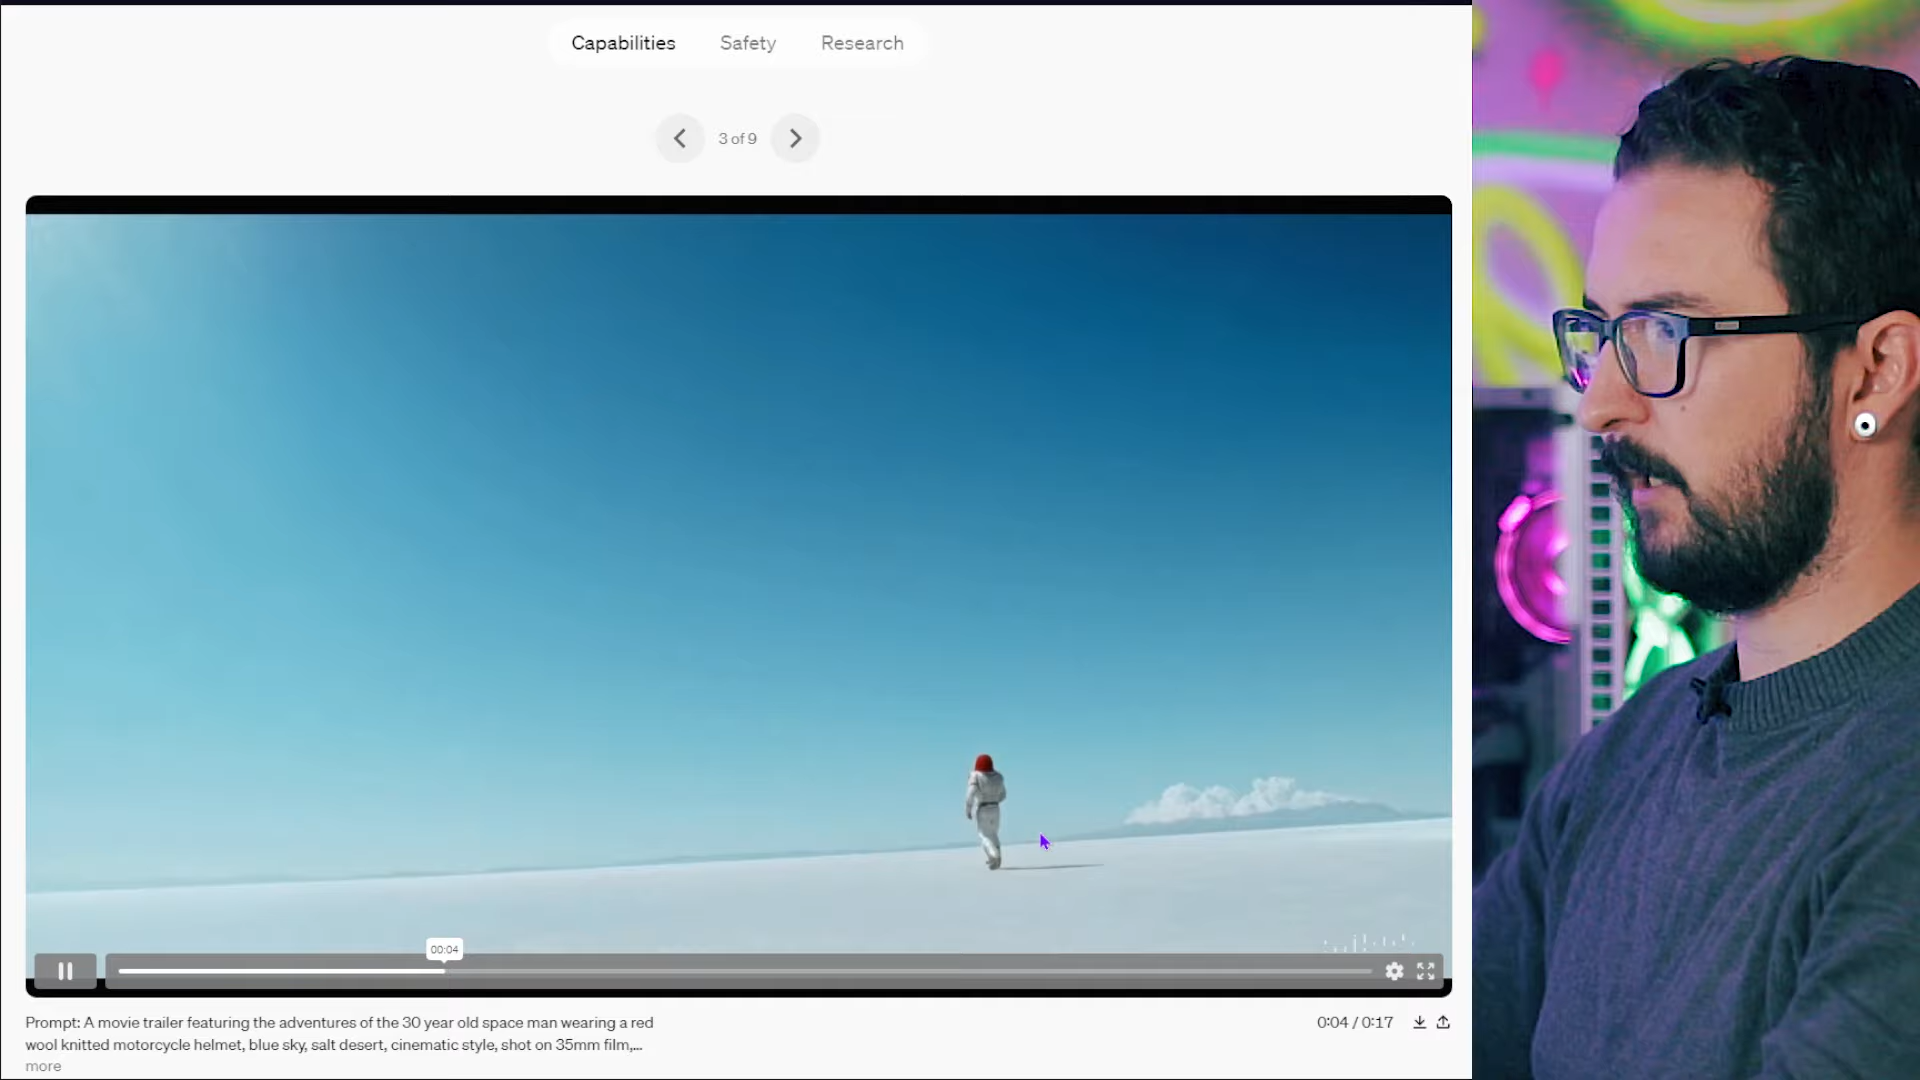 Capabilities
Safety
Research
3 of 9
00:04
Prompt: A movie trailer featuring the adventures of the 30 year old space man wearing a red
wool knitted motorcycle helmet, blue sky, salt desert, cinematic style, shot on 35mm film,...
more
0:04 / 0:17